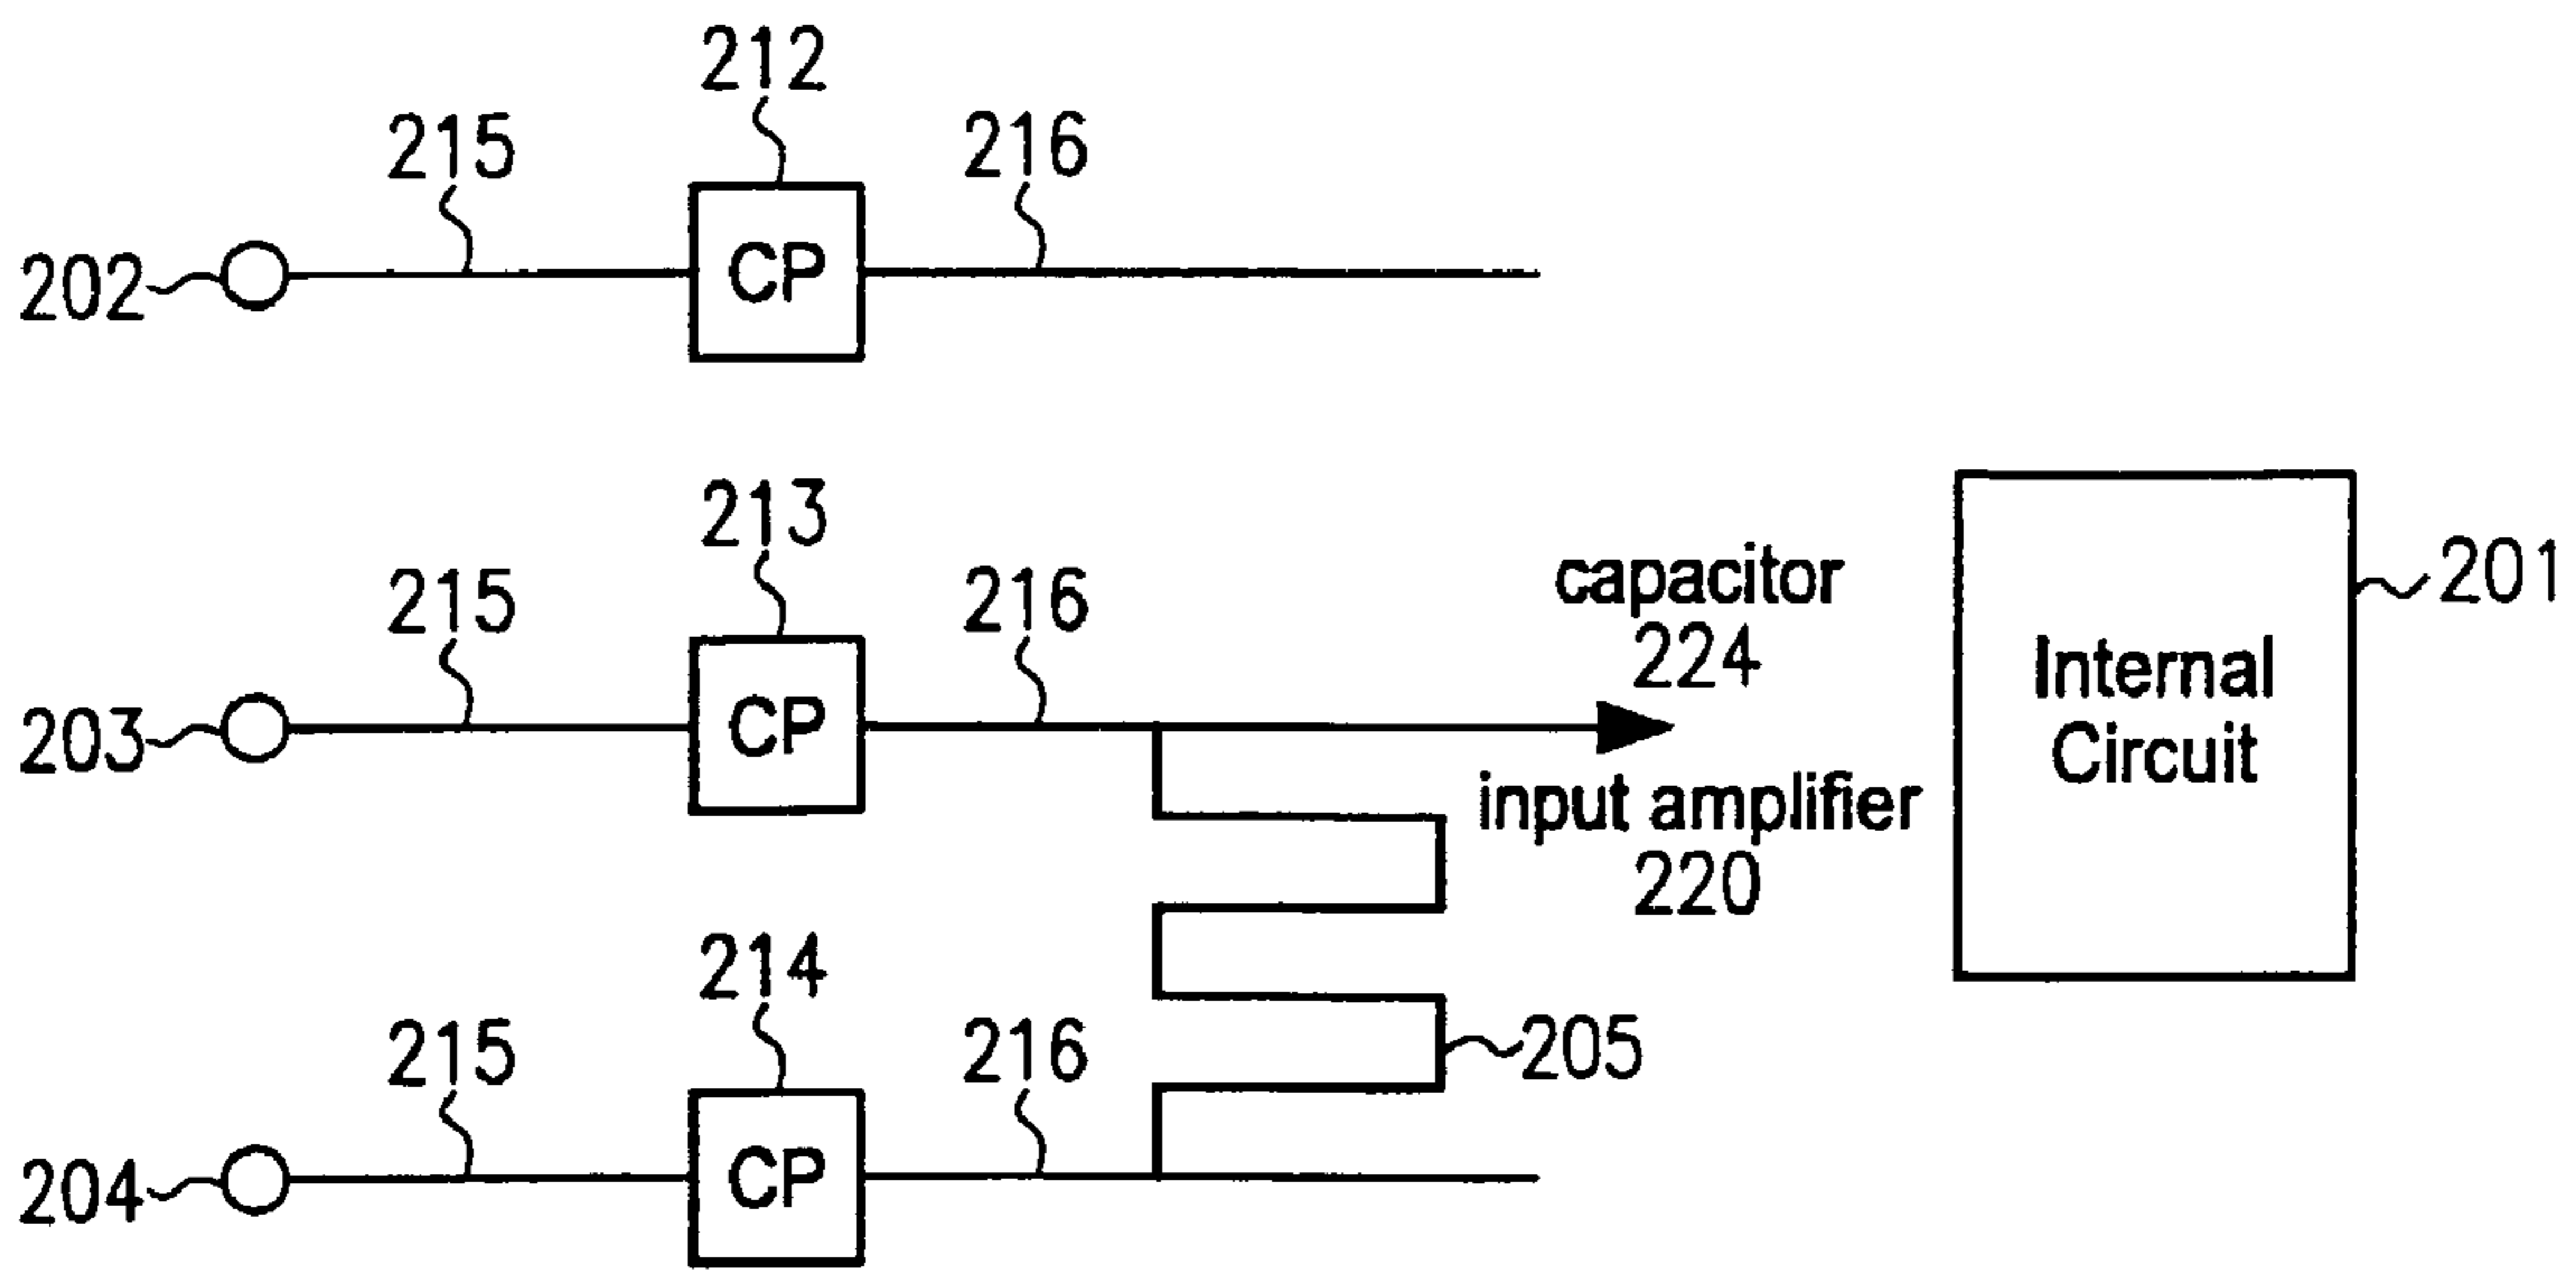 212
215
216
202
CP
213
215
216
capacitor
224
201
Internal
Circuit
203
CP
input amplifier
220
214
215
216
205
204
CP